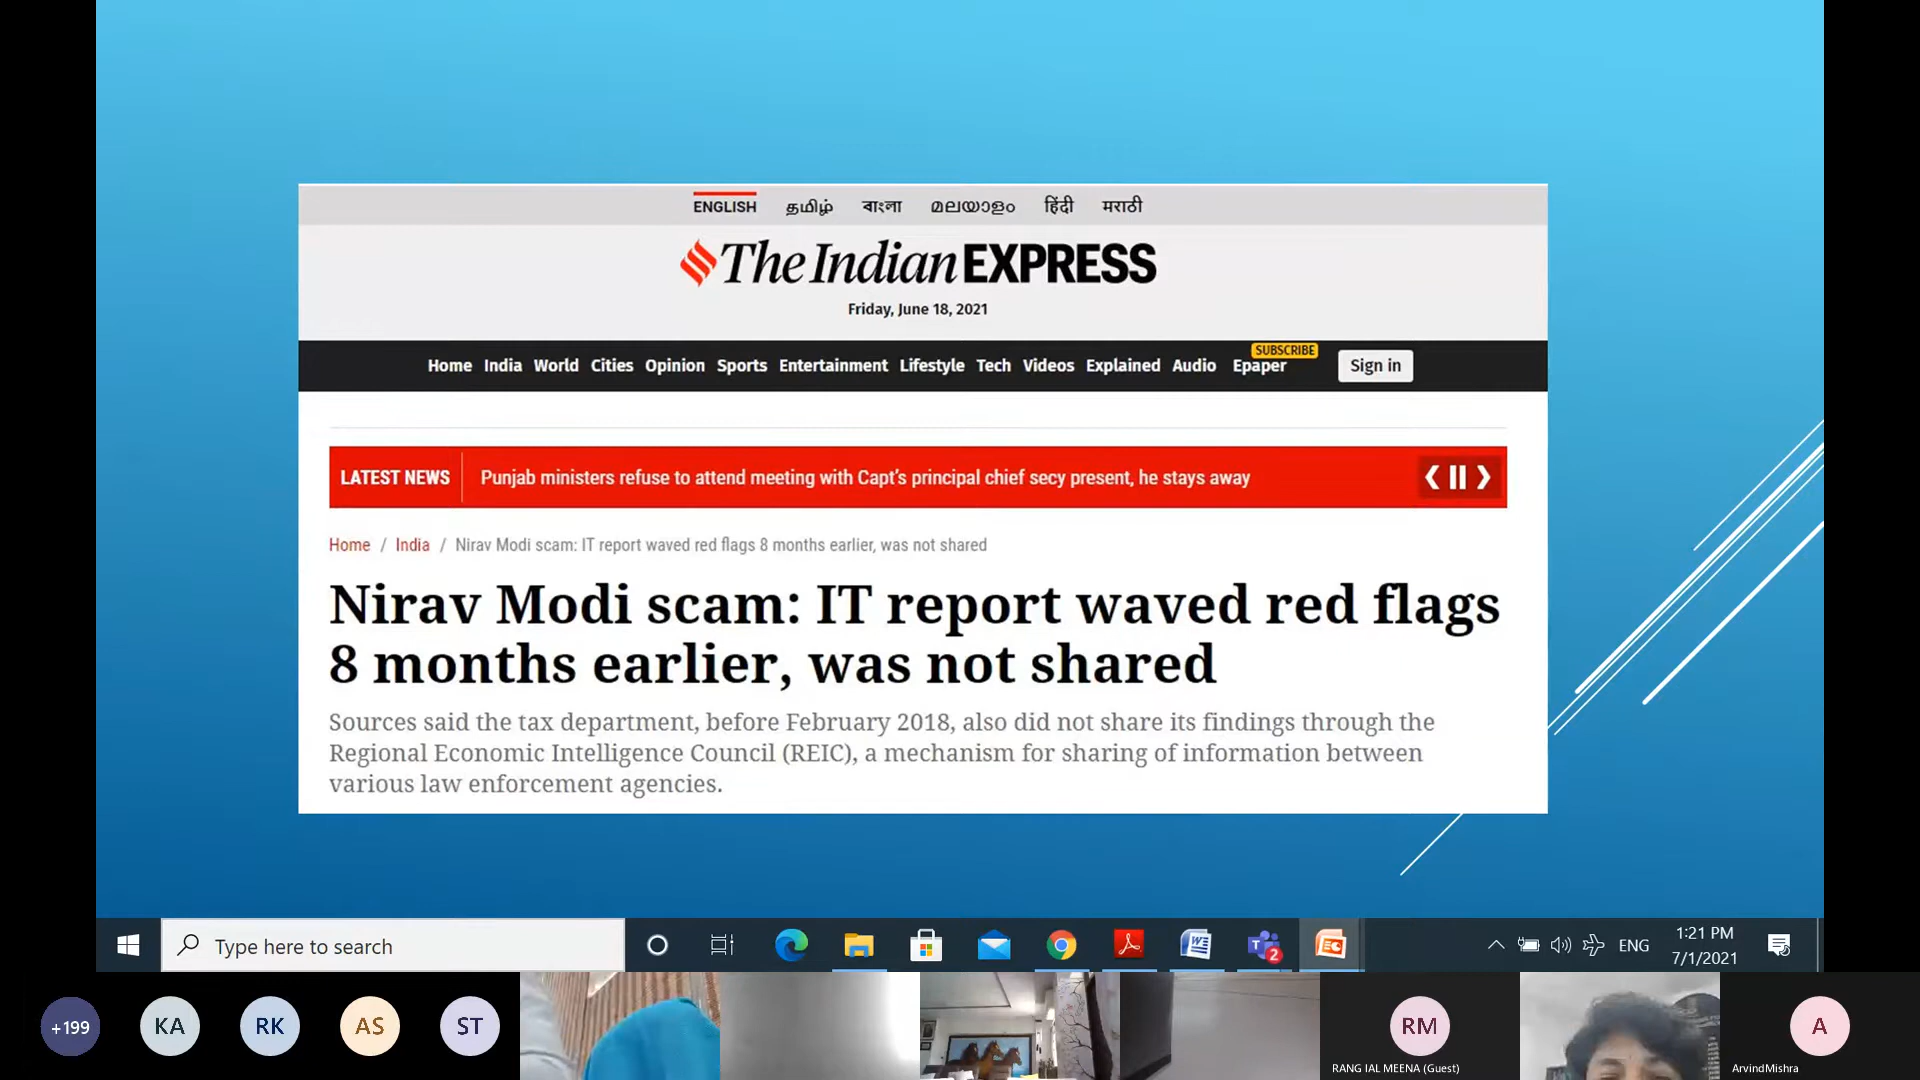 ENGLISH தமிழ் বাংলা മലയാളം हिंदी मराठी
The Indian EXPRESS
Friday, June 18, 2021
SUBSCRIBE
Home India World Cities Opinion Sports Entertainment Lifestyle Tech Videos Explained Audio Epaper Sign in
LATEST NEWS Punjab ministers refuse to attend meeting with Capt's principal chief secy present, he stays away
Home / India / Nirav Modi scam: IT report waved red flags 8 months earlier, was not shared
Nirav Modi scam: IT report waved red flags
8 months earlier, was not shared
Sources said the tax department, before February 2018, also did not share its findings through the
Regional Economic Intelligence Council (REIC), a mechanism for sharing of information between
various law enforcement agencies.
Type here to search
2
ENG
1:21 PM
7/1/2021
+199 KA RK AS ST RM A
RANG lAL MEENA (Guest) ArvindMishra